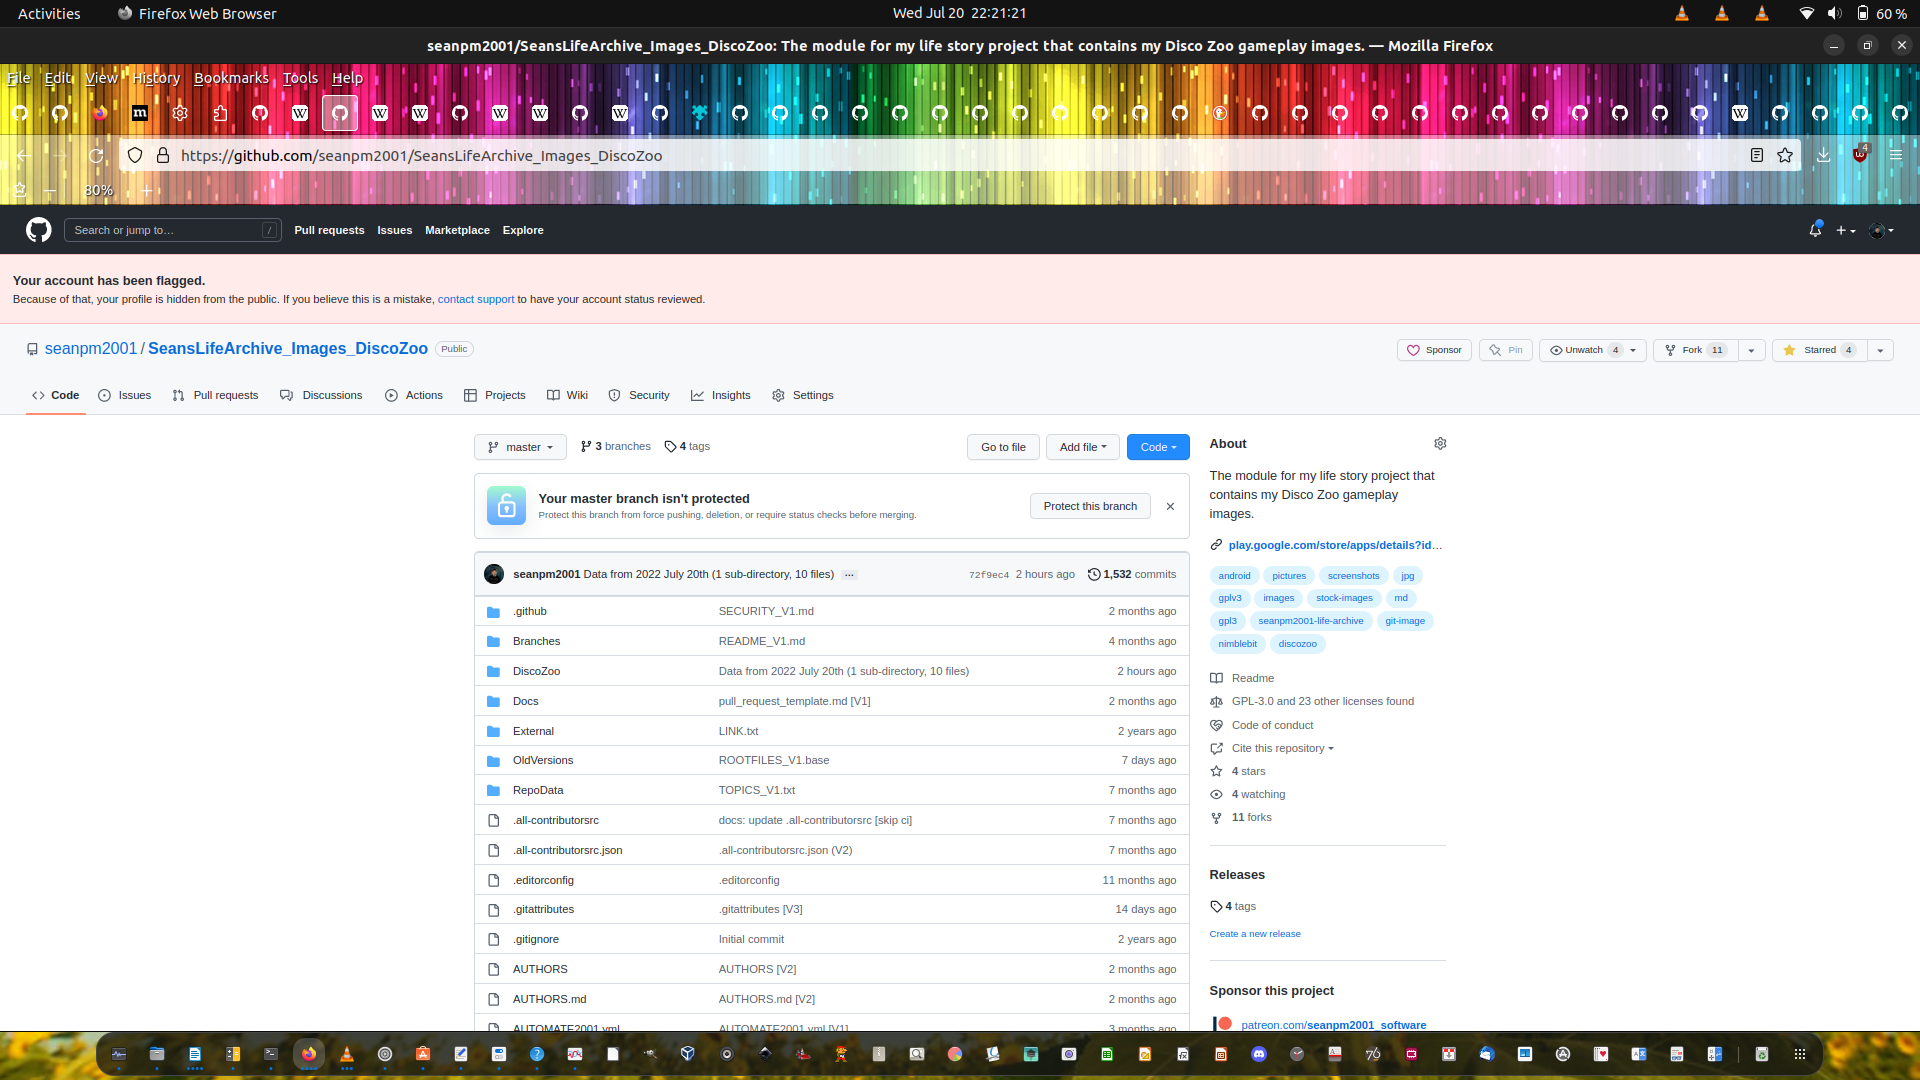 Activities Firefox Web Browser Wed Jul 20 22:21:21 60 %
seanpm2001/SeansLifeArchive_Images_DiscoZoo: The module for my life story project that contains my Disco Zoo gameplay images. — Mozilla Firefox
File Edit View History Bookmarks Tools Help
https://github.com/seanpm2001/SeansLifeArchive_Images_DiscoZoo 4
80%
Search or jump to… / Pull requests Issues Marketplace Explore
Your account has been flagged.
Because of that, your profile is hidden from the public. If you believe this is a mistake, contact support to have your account status reviewed.
seanpm2001 / SeansLifeArchive_Images_DiscoZoo Public
Sponsor Pin Unwatch 4 Fork 11 Starred 4
Code Issues Pull requests Discussions Actions Projects Wiki Security Insights Settings
master 3 branches 4 tags Go to file Add file Code
Your master branch isn't protected
Protect this branch from force pushing, deletion, or require status checks before merging.
Protect this branch
seanpm2001 Data from 2022 July 20th (1 sub-directory, 10 files) ... 72f9ec4 2 hours ago 1,532 commits
.github SECURITY_V1.md 2 months ago
Branches README_V1.md 4 months ago
DiscoZoo Data from 2022 July 20th (1 sub-directory, 10 files) 2 hours ago
Docs pull_request_template.md [V1] 2 months ago
External LINK.txt 2 years ago
OldVersions ROOTFILES_V1.base 7 days ago
RepoData TOPICS_V1.txt 7 months ago
.all-contributorsrc docs: update .all-contributorsrc [skip ci] 7 months ago
.all-contributorsrc.json .all-contributorsrc.json (V2) 7 months ago
.editorconfig .editorconfig 11 months ago
.gitattributes .gitattributes [V3] 14 days ago
.gitignore Initial commit 2 years ago
AUTHORS AUTHORS [V2] 2 months ago
AUTHORS.md AUTHORS.md [V2] 2 months ago
AUTOMATE2001.yml AUTOMATE2001.yml [V1] 3 months ago
About
The module for my life story project that
contains my Disco Zoo gameplay
images.
play.google.com/store/apps/details?id…
android pictures screenshots jpg
gplv3 images stock-images md
gpl3 seanpm2001-life-archive git-image
nimblebit discozoo
Readme
GPL-3.0 and 23 other licenses found
Code of conduct
Cite this repository
4 stars
4 watching
11 forks
Releases
4 tags
Create a new release
Sponsor this project
patreon.com/seanpm2001_software